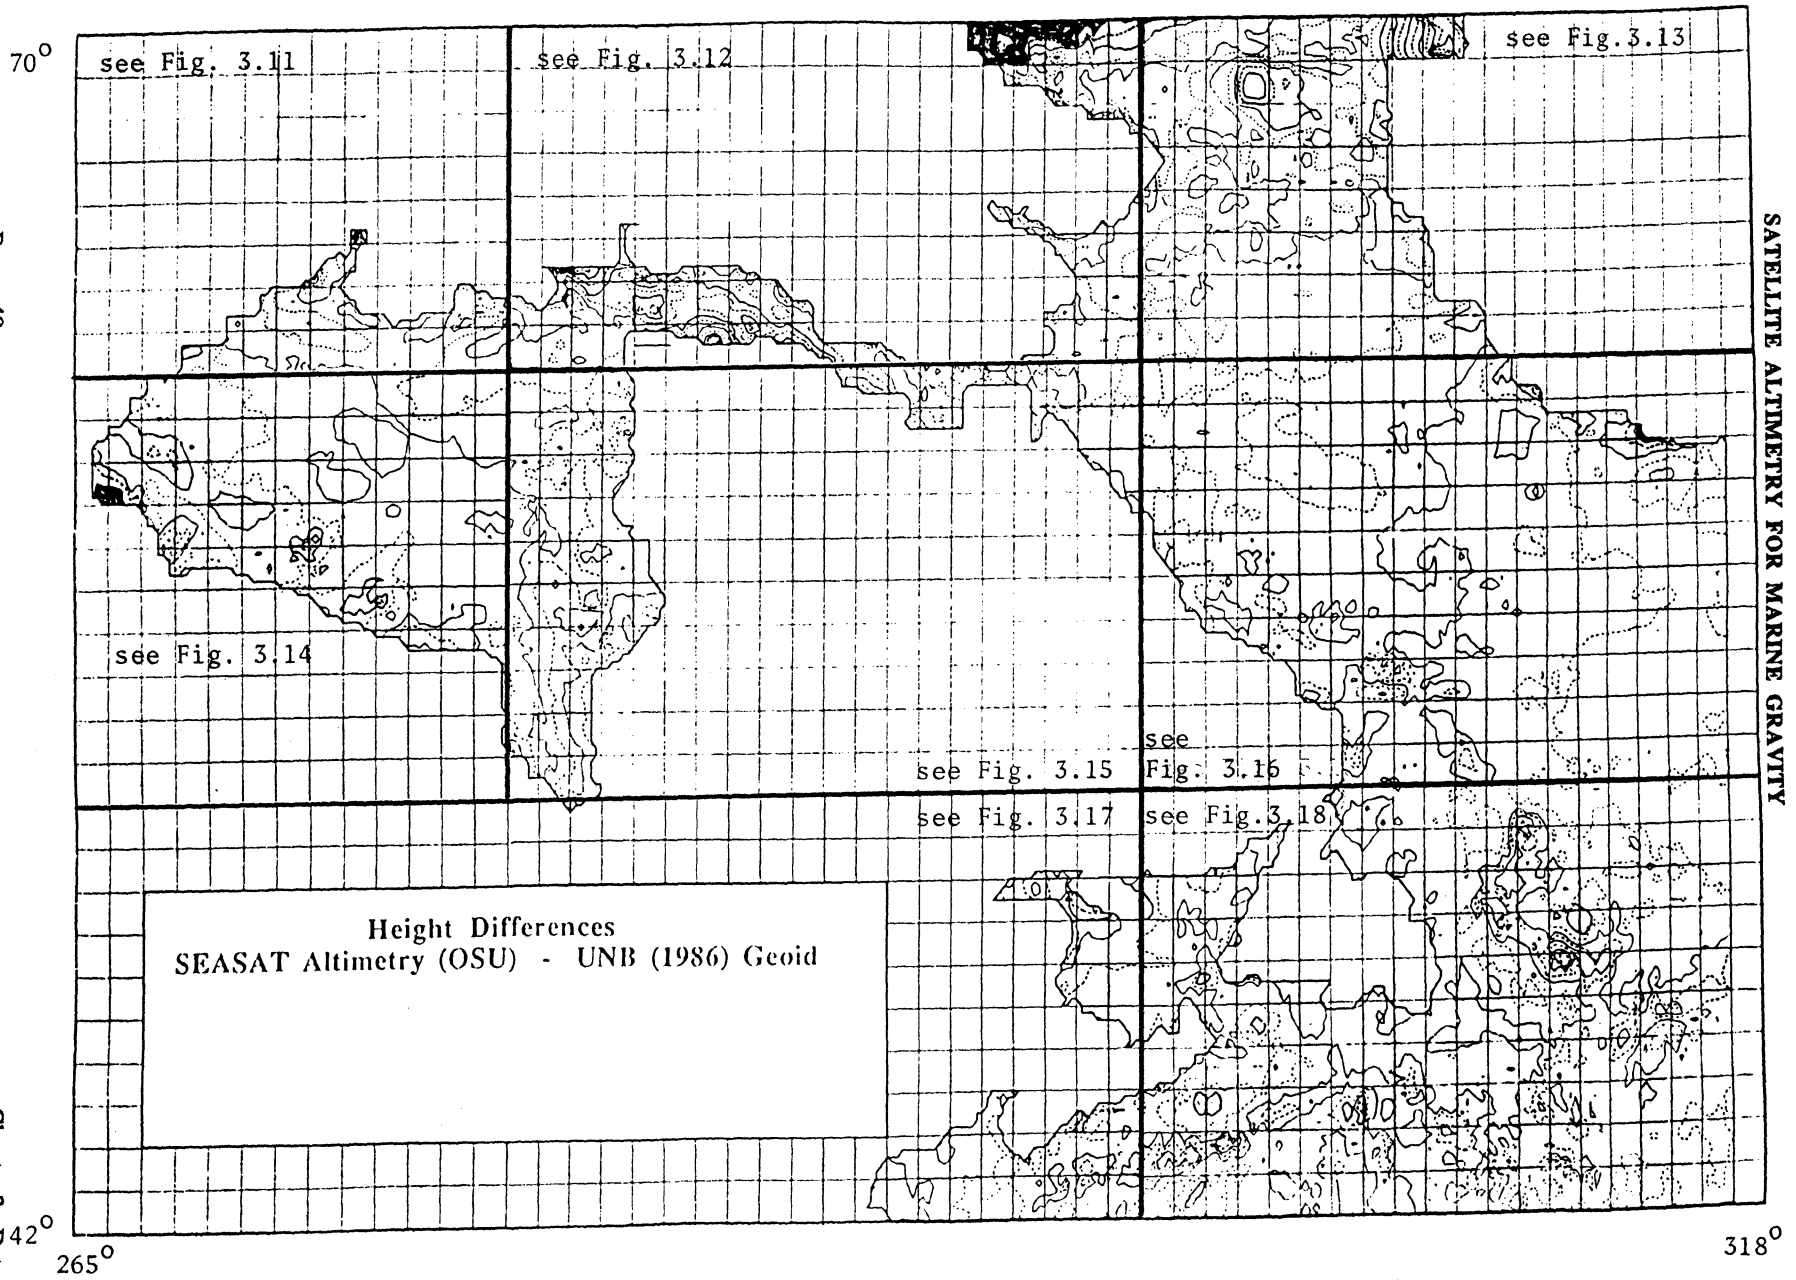 70°
see Fig. 3.11
see Fig. 3.12
see Fig.3.13
see Fig. 3.14
see Fig. 3.15
see
Fig. 3.16
see Fig. 3.17
see Fig.3.18
Height Differences
SEASAT Altimetry (OSU) - UNB (1986) Geoid
42°
265°
318°
SATELLITE ALTIMETRY FOR MARINE GRAVITY